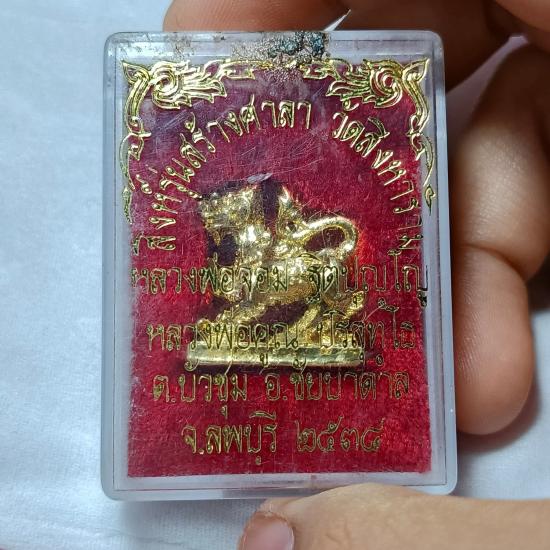 สิงห์รุ่นสร้างศาลา วัดสิงหาราม
หลวงพ่อจอม ฐิตปุญฺโญ
หลวงพ่อคูณ ปริสุทฺโธ
ต.บัวชุม อ.ชัยบาดาล
จ.ลพบุรี ๒๕๓๘